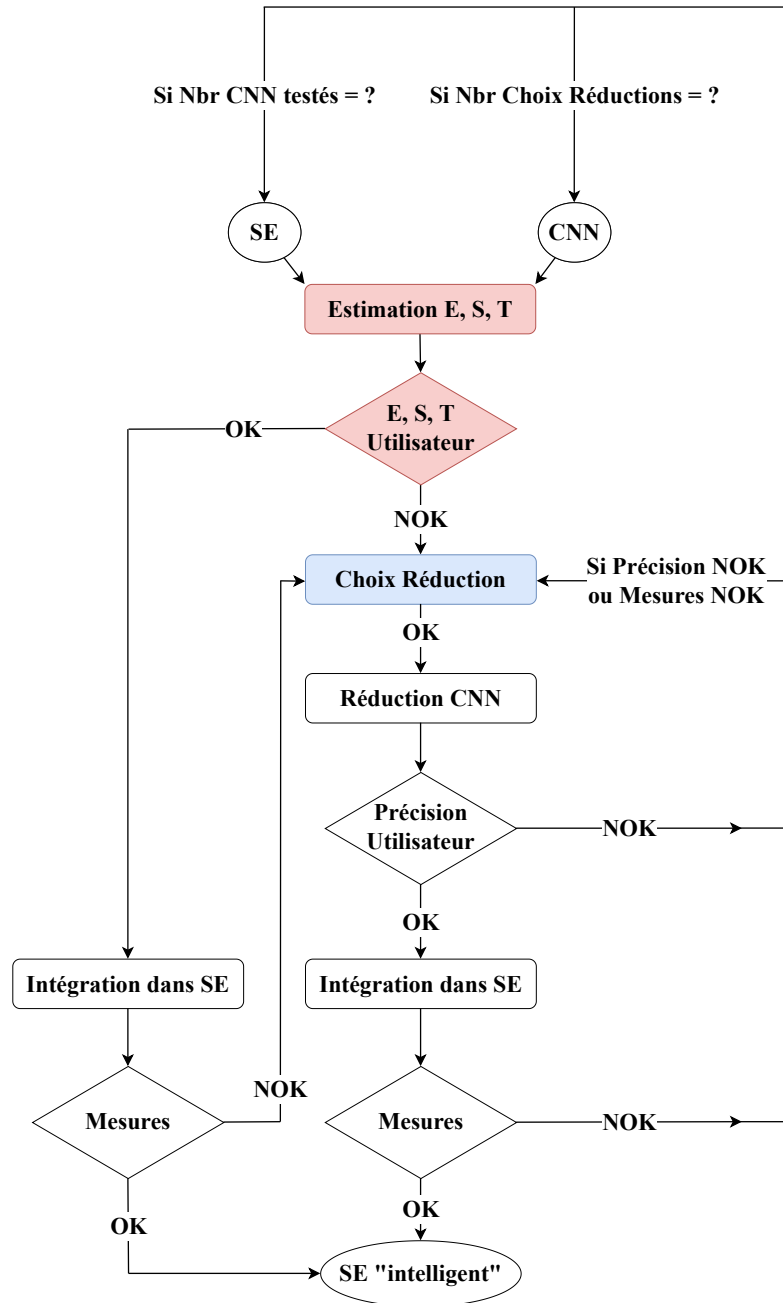 Si Nbr CNN testés = ?
Si Nbr Choix Réductions = ?
SE
CNN
Estimation E, S, T
E, S, T
Utilisateur
OK
NOK
Choix Réduction
Si Précision NOK
ou Mesures NOK
OK
Réduction CNN
Précision
Utilisateur
NOK
OK
Intégration dans SE
Intégration dans SE
NOK
Mesures
Mesures
NOK
OK
OK
SE "intelligent"